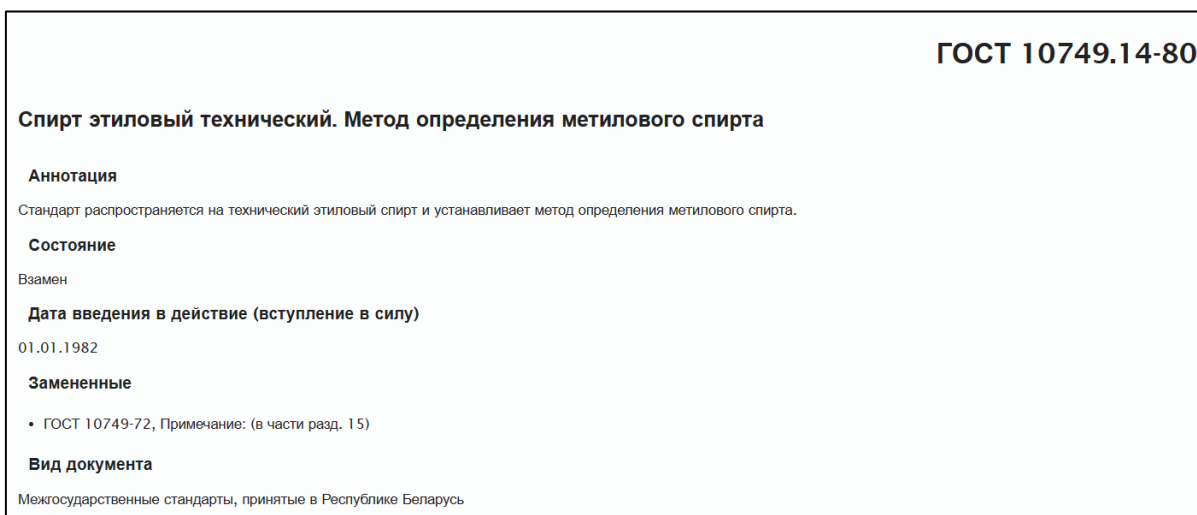 ГОСТ 10749.14-80
Спирт этиловый технический. Метод определения метилового спирта
Аннотация
Стандарт распространяется на технический этиловый спирт и устанавливает метод определения метилового спирта.
Состояние
Взамен
Дата введения в действие (вступление в силу)
01.01.1982
Замененные
• ГОСТ 10749-72, Примечание: (в части разд. 15)
Вид документа
Межгосударственные стандарты, принятые в Республике Беларусь